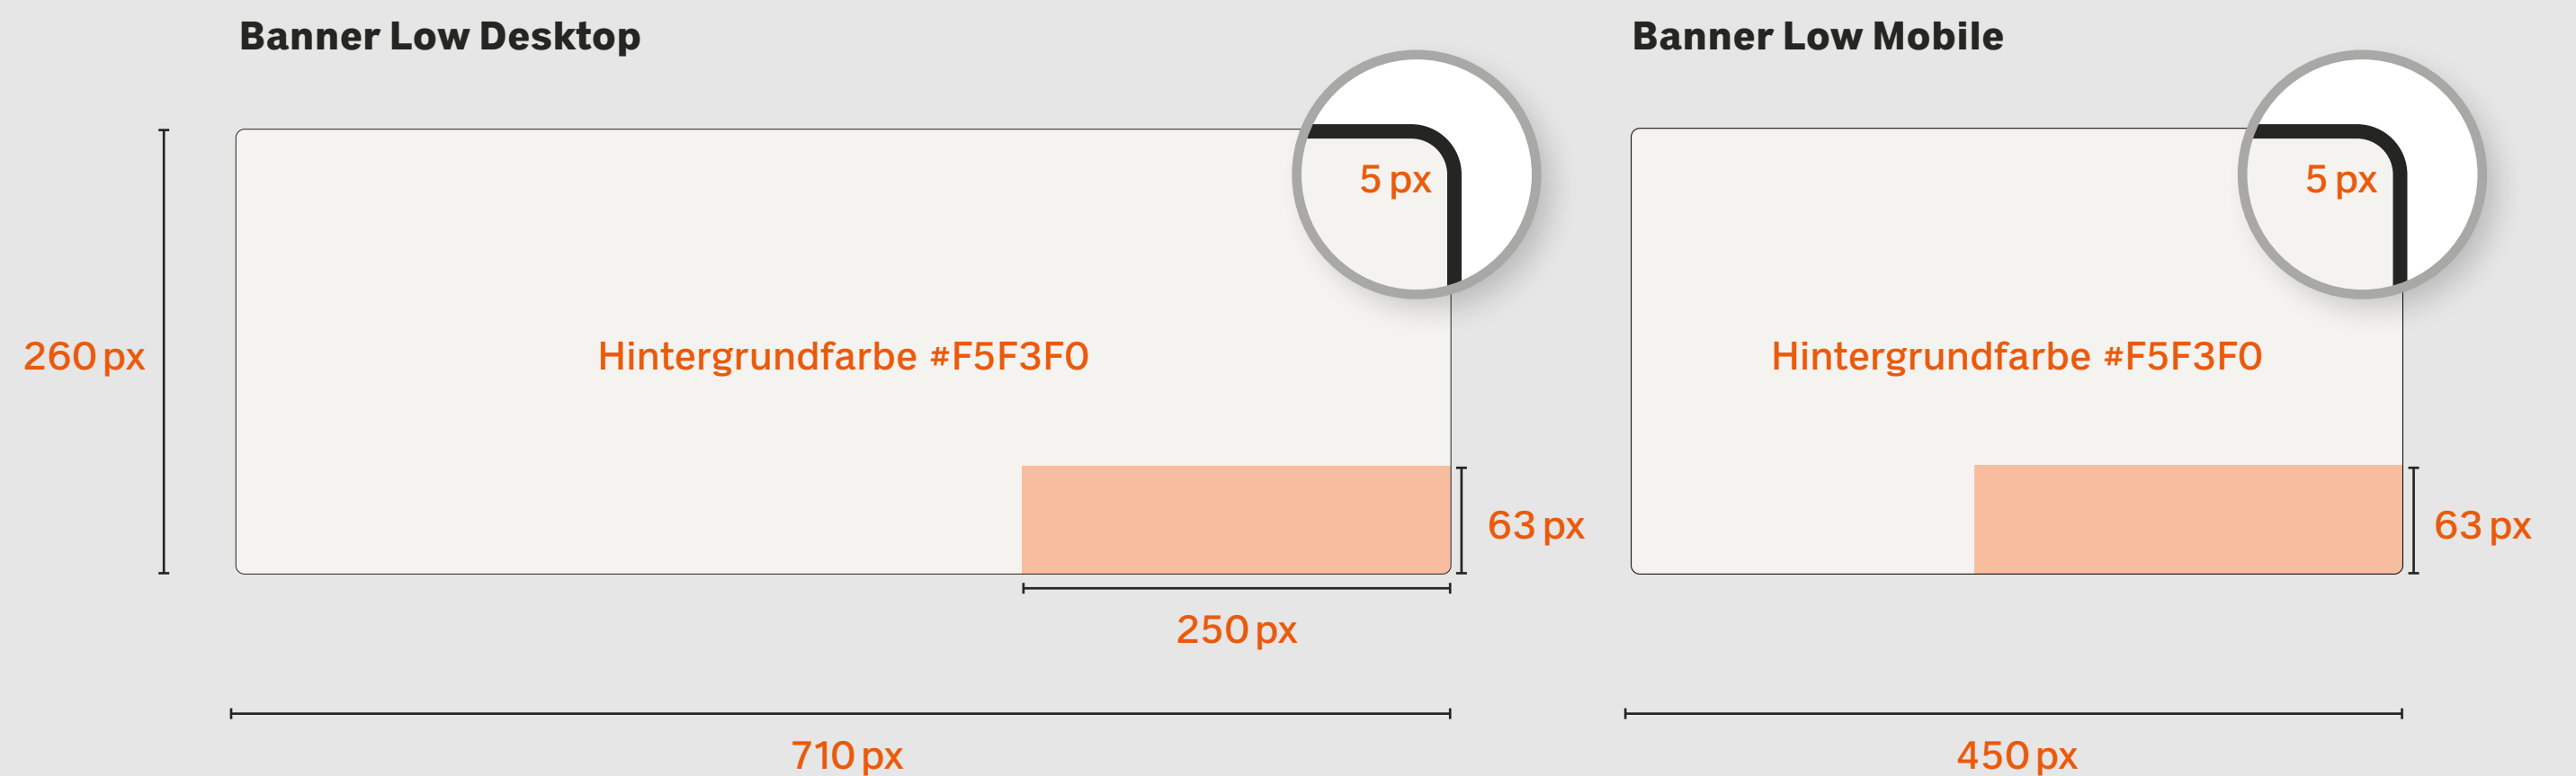 Banner Low Desktop
Banner Low Mobile
5 px
5 px
260 px
Hintergrundfarbe #F5F3F0
Hintergrundfarbe #F5F3F0
63 px
63 px
250 px
710 px
450 px